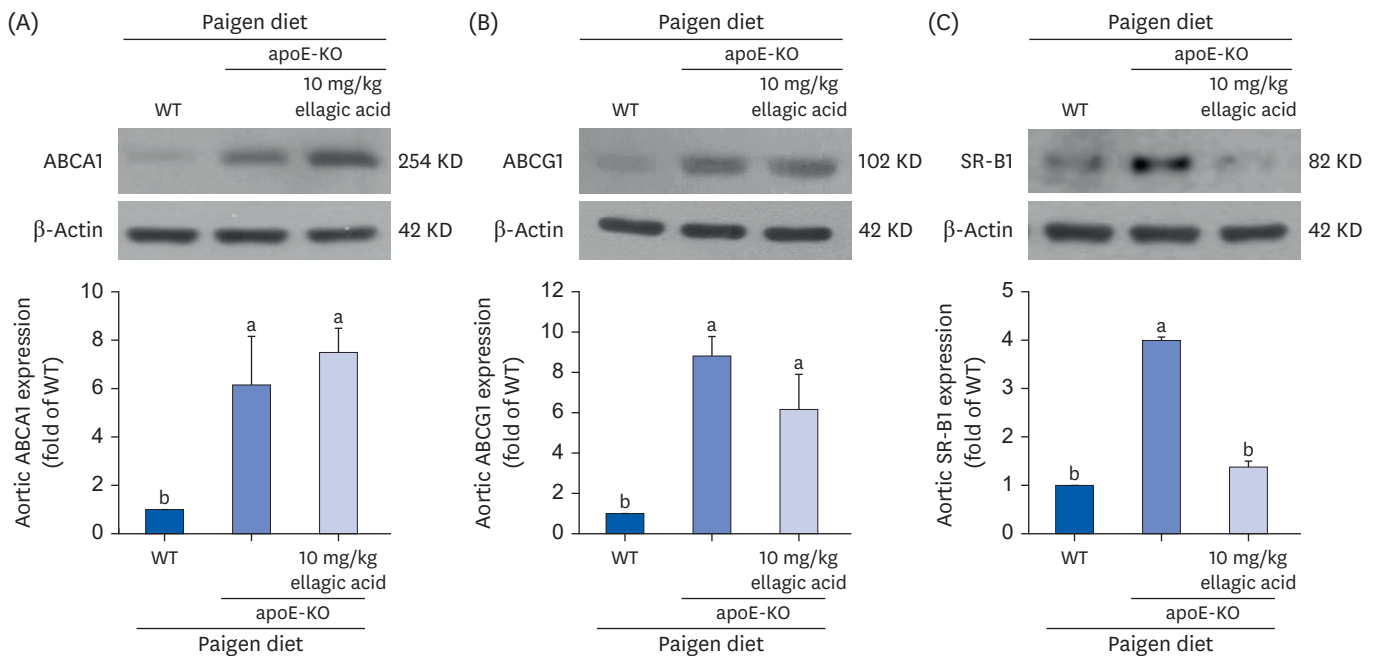 (A)
Paigen diet
apoE-KO
10 mg/kg
WT ellagic acid
ABCA1 254 KD
β-Actin 42 KD
10
8
6
4
2
0
Aortic ABCA1 expression
(fold of WT)
b
a
a
WT 10 mg/kg
ellagic acid
apoE-KO
Paigen diet
(B)
Paigen diet
apoE-KO
10 mg/kg
WT ellagic acid
ABCG1 102 KD
β-Actin 42 KD
12
10
8
6
4
2
0
Aortic ABCG1 expression
(fold of WT)
b
a
a
WT 10 mg/kg
ellagic acid
apoE-KO
Paigen diet
(C)
Paigen diet
apoE-KO
10 mg/kg
WT ellagic acid
SR-B1 82 KD
β-Actin 42 KD
5
4
3
2
1
0
Aortic SR-B1 expression
(fold of WT)
b
a
b
WT 10 mg/kg
ellagic acid
apoE-KO
Paigen diet